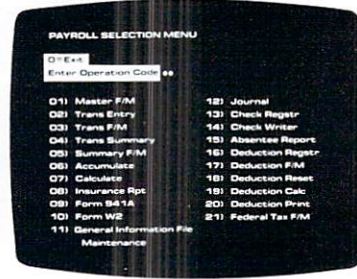 PAYROLL SELECTION MENU
0=Exit
Enter Operation Code
01) Master F/M
02) Trans Entry
03) Trans F/M
04) Trans Summary
05) Summary F/M
06) Accumulate
07) Calculate
08) Insurance Rpt
09) Form 941A
10) Form W2
11) General Information File
Maintenance
12) Journal
13) Check Regstr
14) Check Writer
15) Absentee Report
16) Deduction Regstr
17) Deduction F/M
18) Deduction Reset
19) Deduction Calc
20) Deduction Print
21) Federal Tax F/M